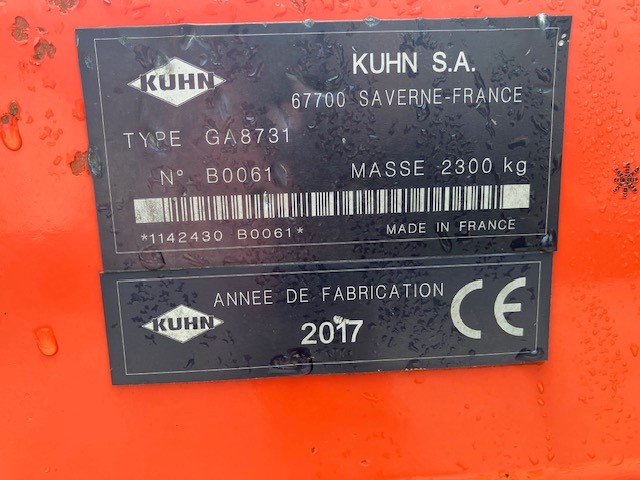 KUHN
KUHN S.A.
67700 SAVERNE-FRANCE
TYPE GA8731
N° B0061 MASSE 2300 kg
*1142430 B0061*
MADE IN FRANCE
KUHN
ANNEE DE FABRICATION
2017
CE